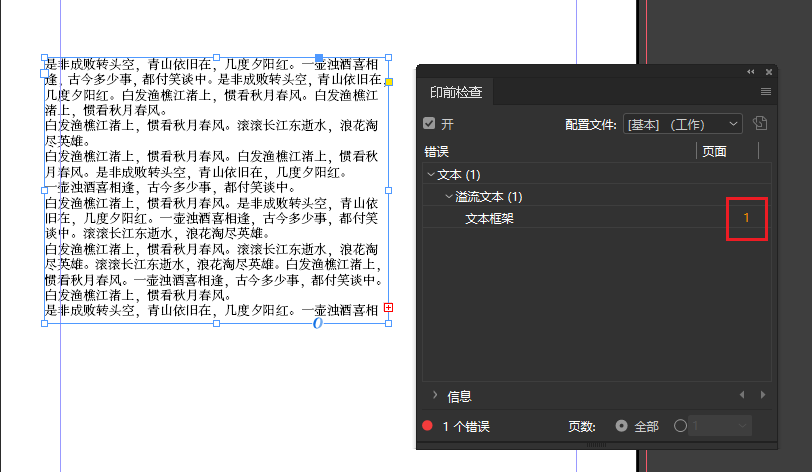 是非成败转头空，青山依旧在，几度夕阳红。一壶浊酒喜相
逢，古今多少事，都付笑谈中。是非成败转头空，青山依旧在，
几度夕阳红。白发渔樵江渚上，惯看秋月春风。白发渔樵江
渚上，惯看秋月春风。
白发渔樵江渚上，惯看秋月春风。滚滚长江东逝水，浪花淘
尽英雄。
白发渔樵江渚上，惯看秋月春风。白发渔樵江渚上，惯看秋
月春风。是非成败转头空，青山依旧在，几度夕阳红。
一壶浊酒喜相逢，古今多少事，都付笑谈中。
白发渔樵江渚上，惯看秋月春风。是非成败转头空，青山依
旧在，几度夕阳红。一壶浊酒喜相逢，古今多少事，都付笑
谈中。滚滚长江东逝水，浪花淘尽英雄。
白发渔樵江渚上，惯看秋月春风。滚滚长江东逝水，浪花淘
尽英雄。滚滚长江东逝水，浪花淘尽英雄。白发渔樵江渚上，
惯看秋月春风。一壶浊酒喜相逢，古今多少事，都付笑谈中。
白发渔樵江渚上，惯看秋月春风。
是非成败转头空，青山依旧在，几度夕阳红。一壶浊酒喜相
印前检查
开 配置文件: [基本] （工作）
错误 页面
文本 (1)
溢流文本 (1)
文本框架 1
信息
1 个错误 页数: 全部 1